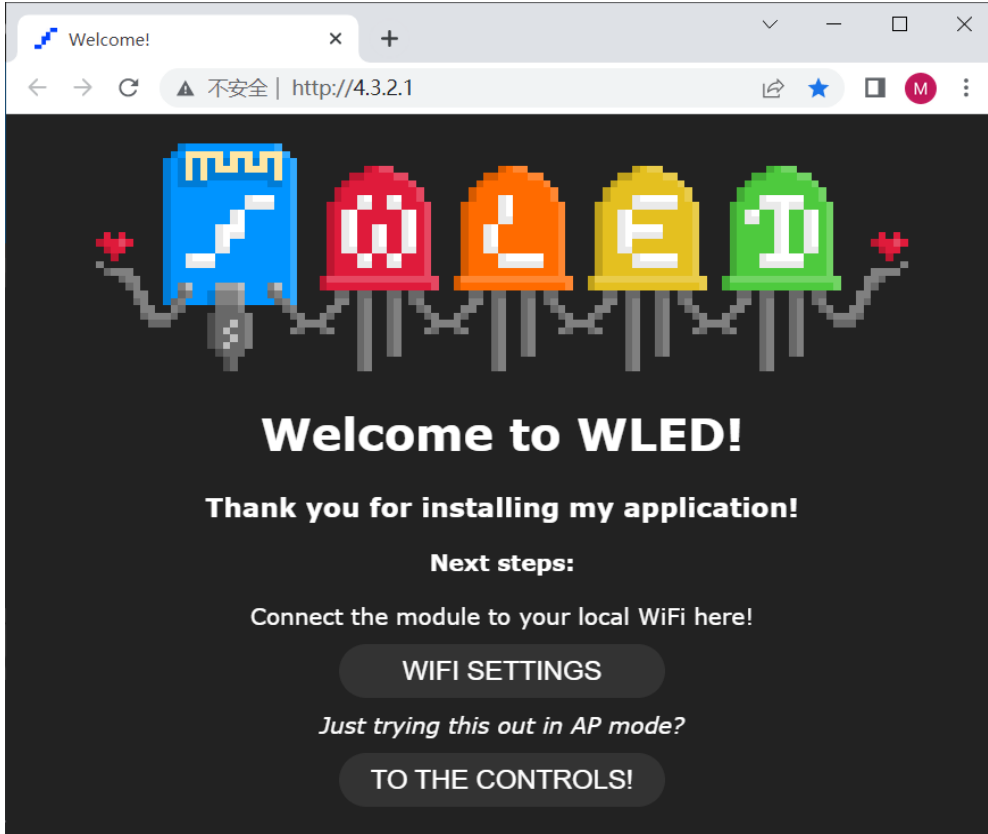 Welcome!
不安全 | http://4.3.2.1
M
WLED
Welcome to WLED!
Thank you for installing my application!
Next steps:
Connect the module to your local WiFi here!
WIFI SETTINGS
Just trying this out in AP mode?
TO THE CONTROLS!